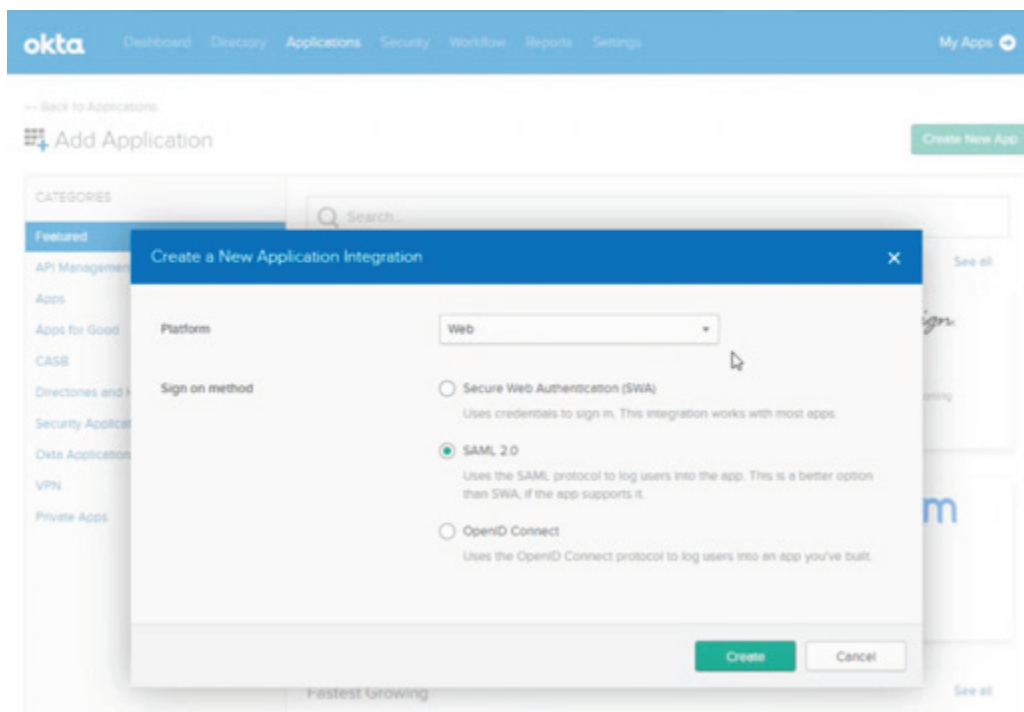 okta Dashboard Directory Applications Security Workflow Reports Settings My Apps
Back to Applications
Add Application Create New App
CATEGORIES
Search...
Featured
Create a New Application Integration
API Managemen See all
Apps
Platform Web
Apps for Good
CASB
Sign on method Secure Web Authentication (SWA)
Directories and
Uses credentials to sign in. This integration works with most apps.
Security Applicat
SAML 2.0
Okta Application
Uses the SAML protocol to log users into the app. This is a better option
than SWA, if the app supports it.
VPN
Private Apps
OpenID Connect
Uses the OpenID Connect protocol to log users into an app you've built.
Create Cancel
Fastest Growing See all